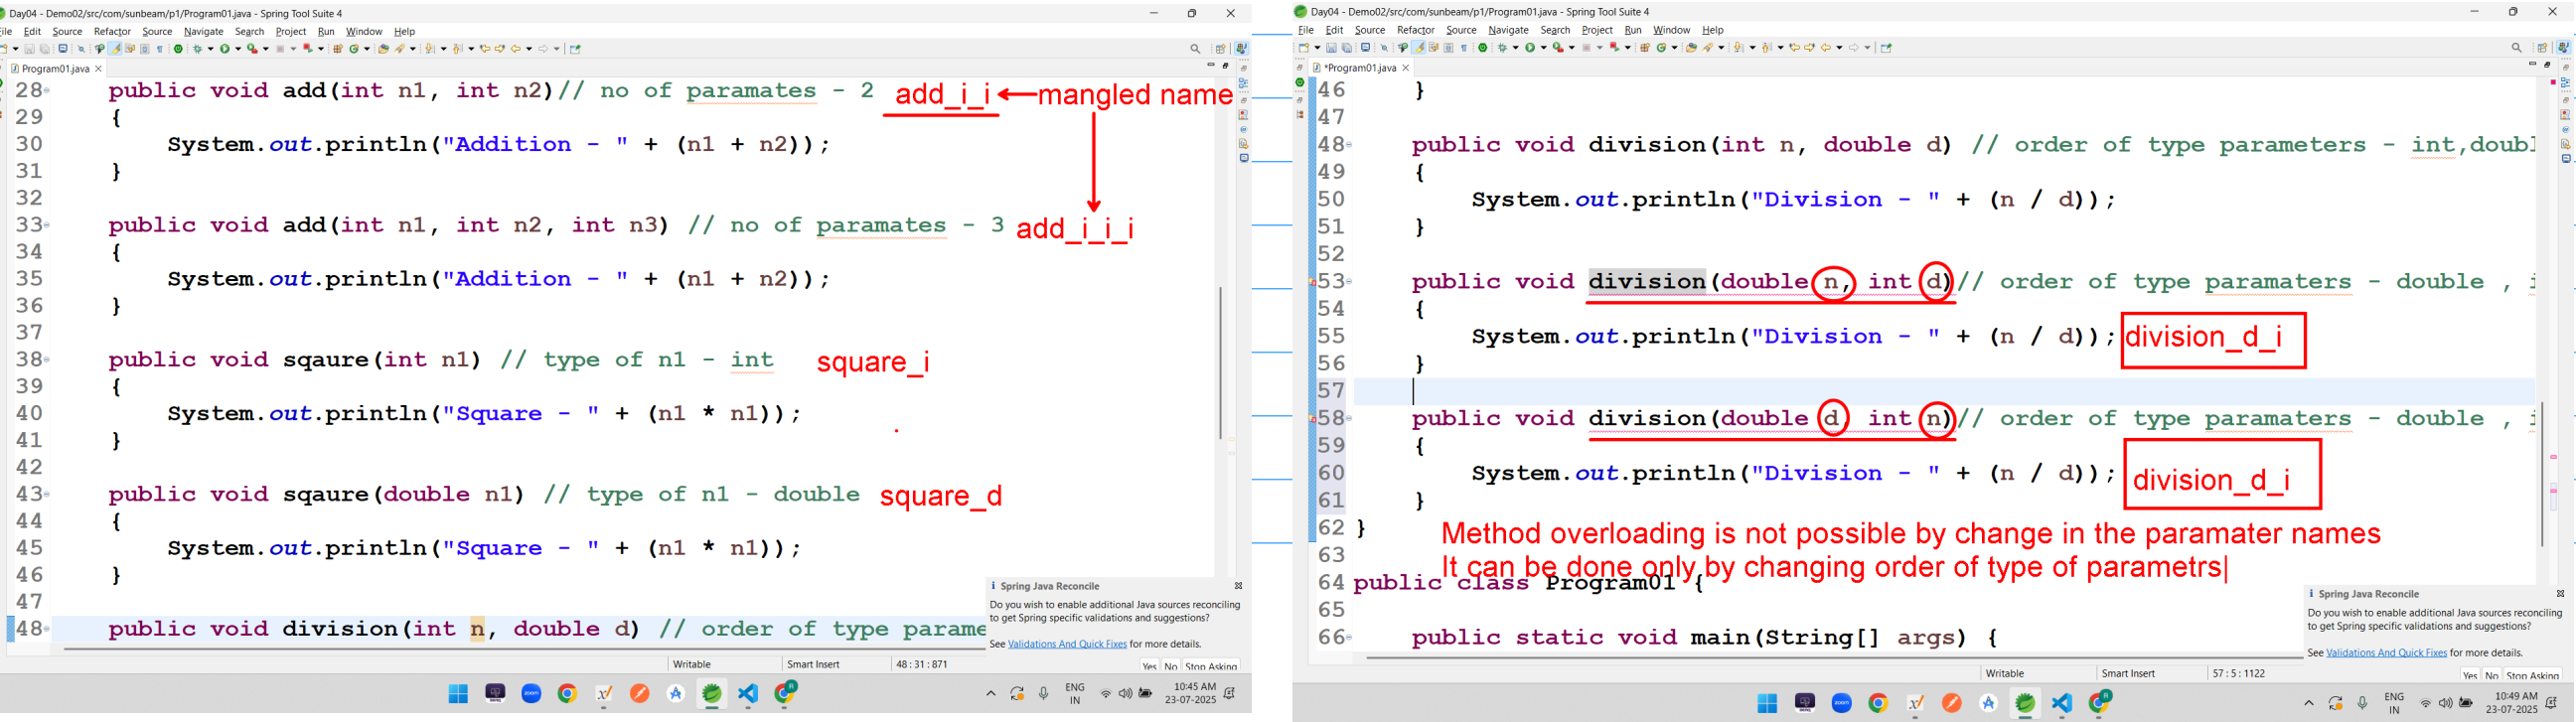 Day04 - Demo02/src/com/sunbeam/p1/Program01.java - Spring Tool Suite 4
File Edit Source Refactor Source Navigate Search Project Run Window Help
Program01.java
28 public void add(int n1, int n2)// no of paramates - 2 add_i_i mangled name
29 {
30 System.out.println("Addition - " + (n1 + n2));
31 }
32
33 public void add(int n1, int n2, int n3) // no of paramates - 3 add_i_i_i
34 {
35 System.out.println("Addition - " + (n1 + n2));
36 }
37
38 public void sqaure(int n1) // type of n1 - int square_i
39 {
40 System.out.println("Square - " + (n1 * n1));
41 }
42
43 public void sqaure(double n1) // type of n1 - double square_d
44 {
45 System.out.println("Square - " + (n1 * n1));
46 }
47
48 public void division(int n, double d) // order of type parame
Spring Java Reconcile
Do you wish to enable additional Java sources reconciling
to get Spring specific validations and suggestions?
See Validations And Quick Fixes for more details.
Yes No Stop Asking
Writable Smart Insert 48 : 31 : 871
zoom
ENG
IN
10:45 AM
23-07-2025
Day04 - Demo02/src/com/sunbeam/p1/Program01.java - Spring Tool Suite 4
File Edit Source Refactor Source Navigate Search Project Run Window Help
*Program01.java
46 }
47
48 public void division(int n, double d) // order of type parameters - int,doubl
49 {
50 System.out.println("Division - " + (n / d));
51 }
52
53 public void division(double n, int d)// order of type paramaters - double , i
54 {
55 System.out.println("Division - " + (n / d)); division_d_i
56 }
57
58 public void division(double d, int n)// order of type paramaters - double , i
59 {
60 System.out.println("Division - " + (n / d)); division_d_i
61 }
62 }
Method overloading is not possible by change in the paramater names
63
It can be done only by changing order of type of parametrs
64 public class Program01 {
65
66 public static void main(String[] args) {
Spring Java Reconcile
Do you wish to enable additional Java sources reconciling
to get Spring specific validations and suggestions?
See Validations And Quick Fixes for more details.
Yes No Stop Asking
Writable Smart Insert 57 : 5 : 1122
zoom
ENG
IN
10:49 AM
23-07-2025